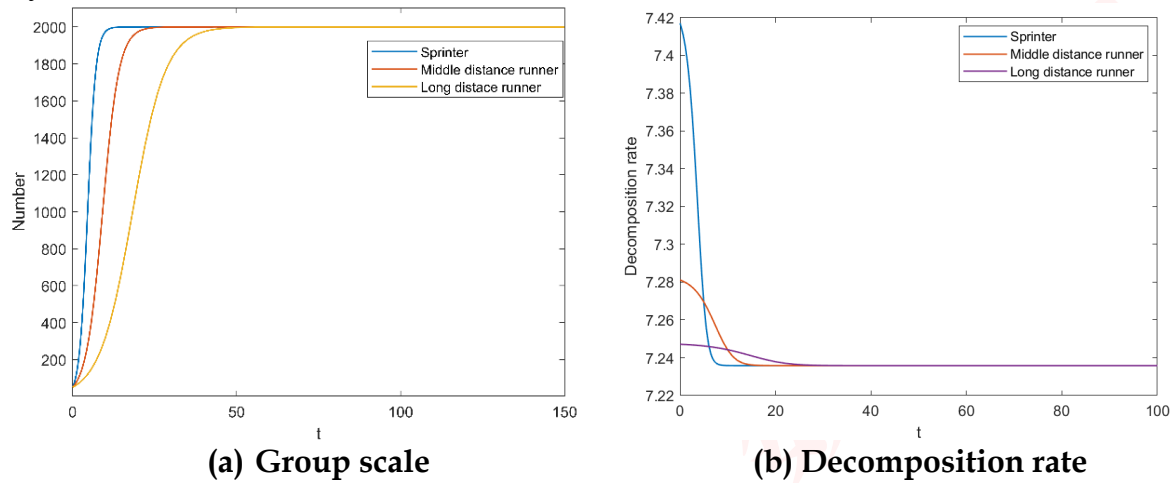 2000
1800
1600
1400
1200
1000
800
600
400
200
Number
0
50
100
150
t
Sprinter
Middle distance runner
Long distace runner
(a) Group scale
7.42
7.4
7.38
7.36
7.34
7.32
7.3
7.28
7.26
7.24
7.22
Decomposition rate
0
20
40
60
80
100
t
Sprinter
Middle distance runner
Long distance runner
(b) Decomposition rate